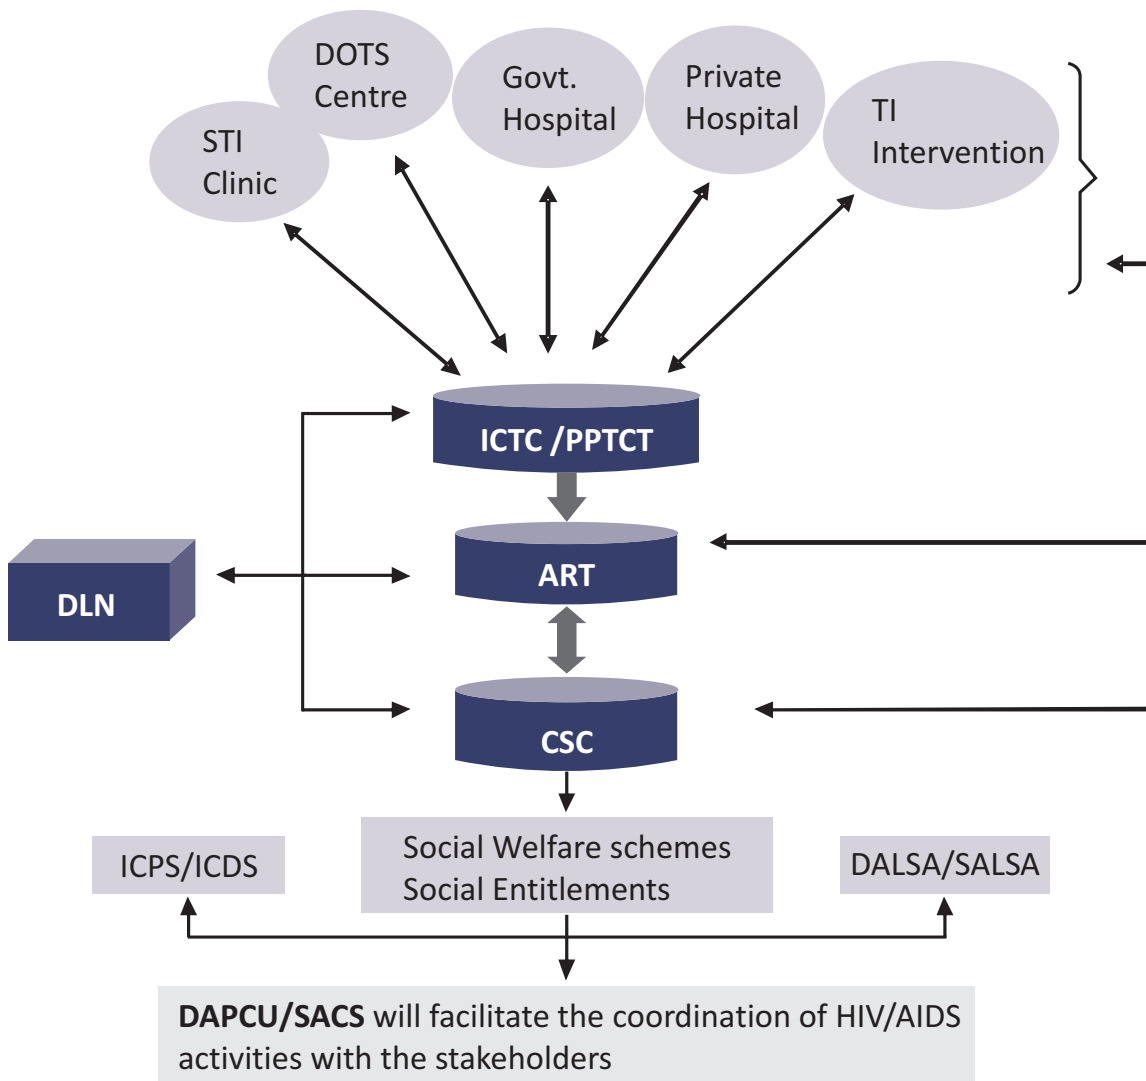 DOTS
Centre
Govt.
Hospital
Private
Hospital
TI
Intervention
STI
Clinic
ICTC /PPTCT
ART
DLN
CSC
Social Welfare schemes
Social Entitlements
ICPS/ICDS
DALSA/SALSA
DAPCU/SACS will facilitate the coordination of HIV/AIDS
activities with the stakeholders